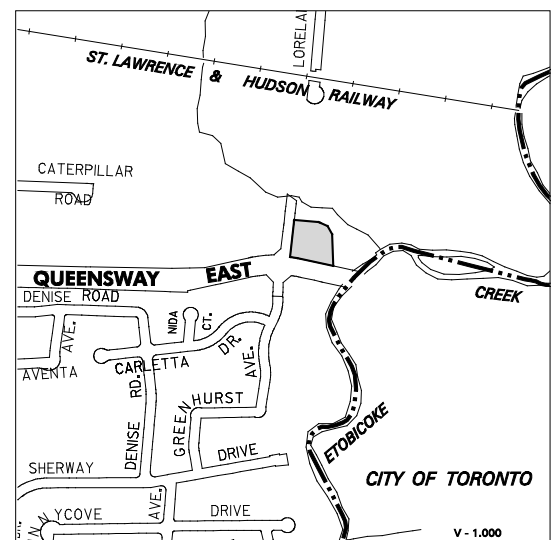 LORELA
ST. LAWRENCE & HUDSON RAILWAY
CATERPILLAR
ROAD
QUEENSWAY EAST
DENISE ROAD
CREEK
NIDA
CT.
AVE.
DR.
CARLETTA
AVENTA
RD.
AVE.
HURST
GREEN
DENISE
ETOBICOKE
DRIVE
SHERWAY
CITY OF TORONTO
AVE.
YCOVE
DRIVE
V - 1.000